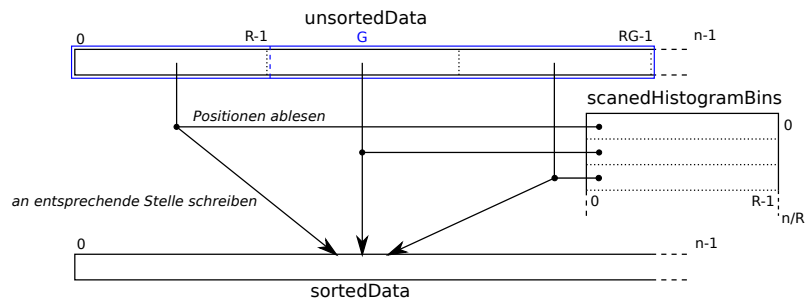 unsortedData
0 R-1 G RG-1 n-1
scanedHistogramBins
Positionen ablesen
0
an entsprechende Stelle schreiben
0 R-1
n/R
0 n-1
sortedData